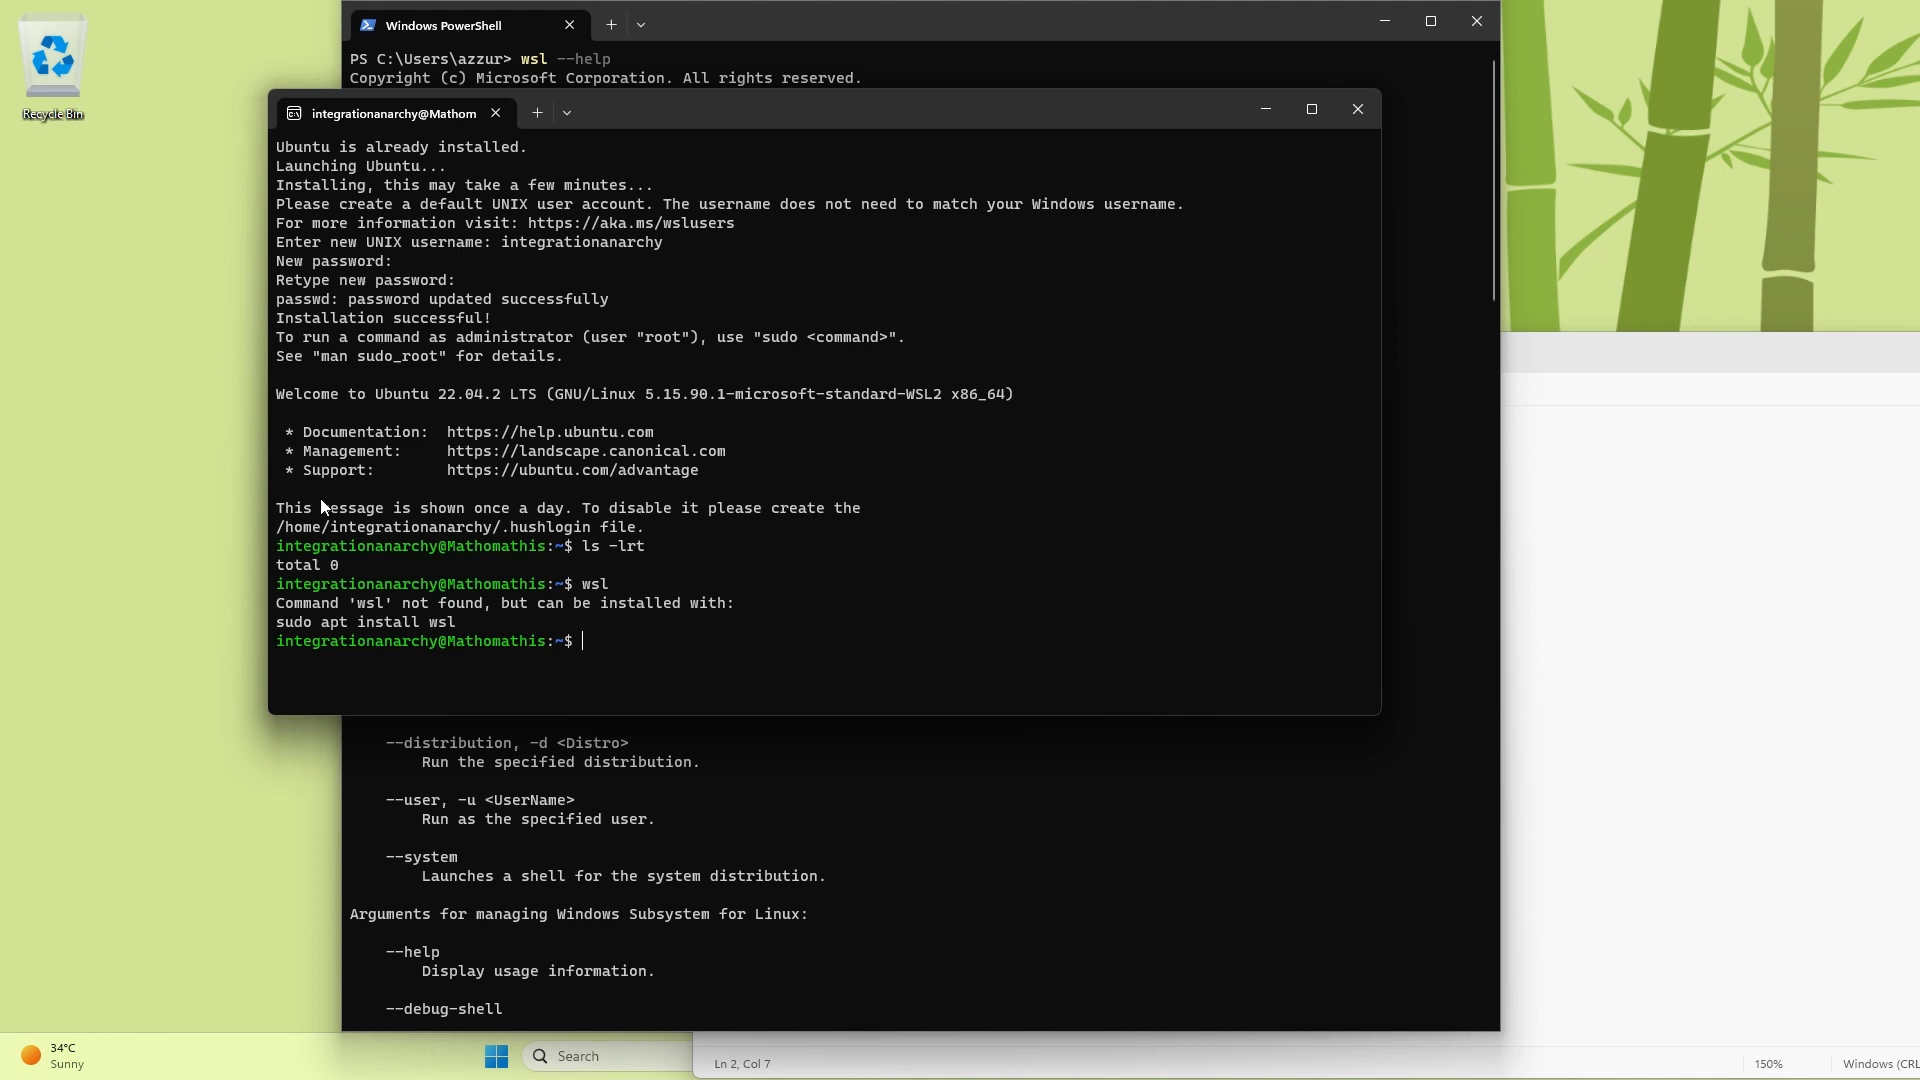 Recycle Bin
Windows PowerShell
PS C:\Users\azzur> wsl --help
Copyright (c) Microsoft Corporation. All rights reserved.
integrationanarchy@Mathom
Ubuntu is already installed.
Launching Ubuntu...
Installing, this may take a few minutes...
Please create a default UNIX user account. The username does not need to match your Windows username.
For more information visit: https://aka.ms/wslusers
Enter new UNIX username: integrationanarchy
New password:
Retype new password:
passwd: password updated successfully
Installation successful!
To run a command as administrator (user "root"), use "sudo <command>".
See "man sudo_root" for details.
Welcome to Ubuntu 22.04.2 LTS (GNU/Linux 5.15.90.1-microsoft-standard-WSL2 x86_64)
* Documentation:  https://help.ubuntu.com
* Management:     https://landscape.canonical.com
* Support:        https://ubuntu.com/advantage
This message is shown once a day. To disable it please create the
/home/integrationanarchy/.hushlogin file.
integrationanarchy@Mathomathis:~$ ls -lrt
total 0
integrationanarchy@Mathomathis:~$ wsl
Command 'wsl' not found, but can be installed with:
sudo apt install wsl
integrationanarchy@Mathomathis:~$
--distribution, -d <Distro>
Run the specified distribution.
--user, -u <UserName>
Run as the specified user.
--system
Launches a shell for the system distribution.
Arguments for managing Windows Subsystem for Linux:
--help
Display usage information.
--debug-shell
34°C
Sunny
Search
Ln 2, Col 7
150%
Windows (CRL